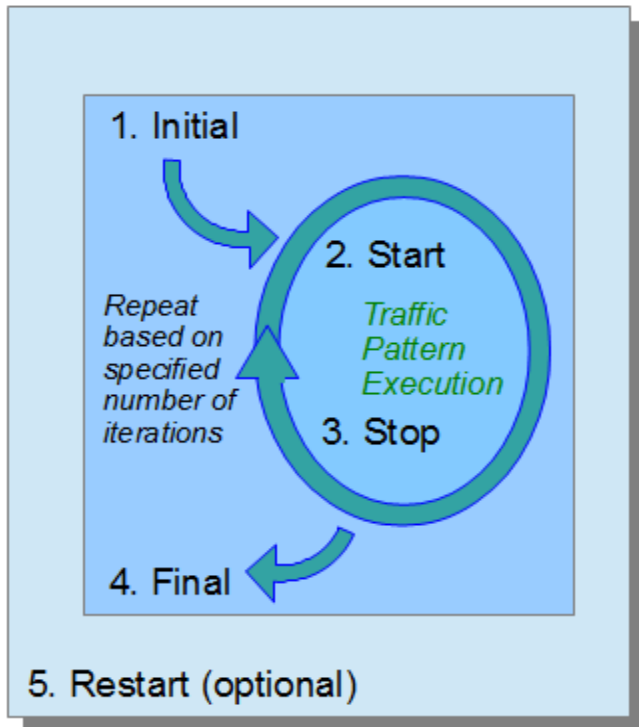 1. Initial
2. Start
Repeat
based on
specified
number of
iterations
Traffic
Pattern
Execution
3. Stop
4. Final
5. Restart (optional)